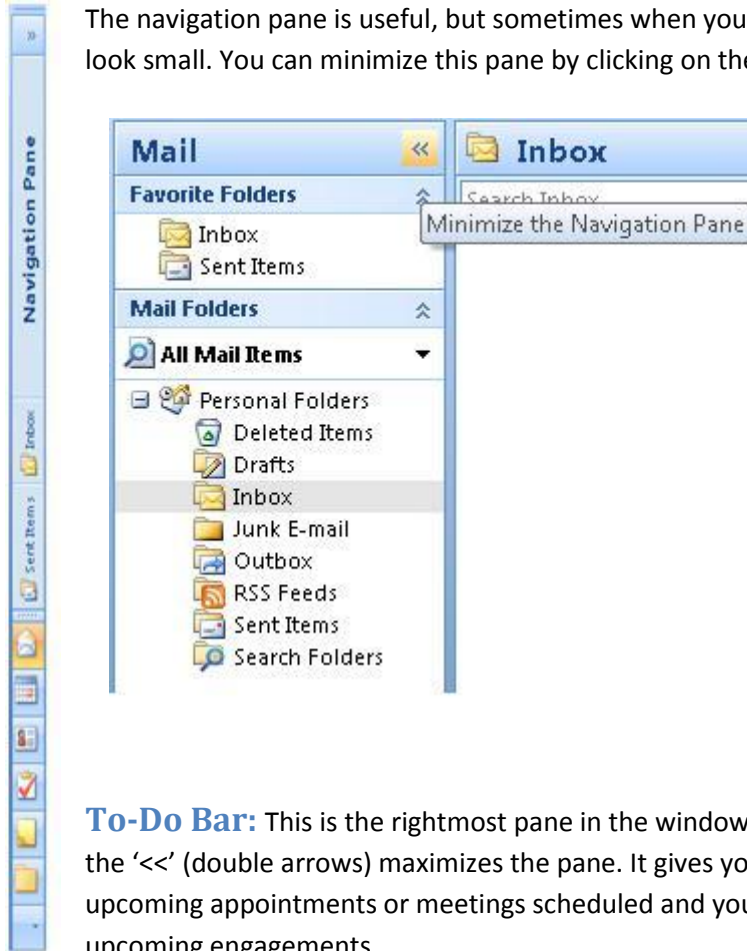 The navigation pane is useful, but sometimes when you
look small. You can minimize this pane by clicking on the
»
Navigation Pane
Inbox
Sent Items
Mail «
Inbox
Favorite Folders
Search Inbox
Minimize the Navigation Pane
Inbox
Sent Items
Mail Folders
All Mail Items
Personal Folders
Deleted Items
Drafts
Inbox
Junk E-mail
Outbox
RSS Feeds
Sent Items
Search Folders
To-Do Bar: This is the rightmost pane in the window
the ‘<<’ (double arrows) maximizes the pane. It gives yo
upcoming appointments or meetings scheduled and you
upcoming engagements